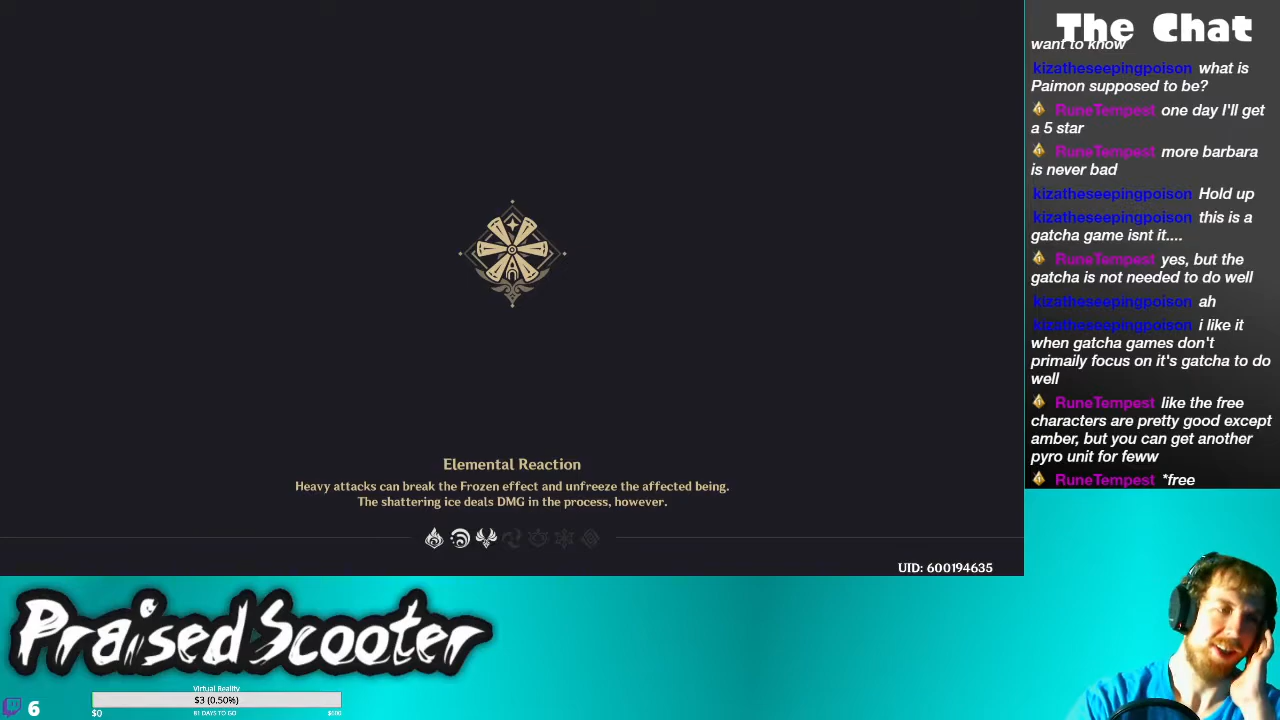 The Chat
want to know
kizatheseepingpoison what is
Paimon supposed to be?
RuneTempest one day I'll get
a 5 star
RuneTempest more barbara
is never bad
kizatheseepingpoison Hold up
kizatheseepingpoison this is a
gatcha game isnt it....
RuneTempest yes, but the
gatcha is not needed to do well
kizatheseepingpoison ah
kizatheseepingpoison i like it
when gatcha games don't
primaily focus on it's gatcha to do
well
RuneTempest like the free
characters are pretty good except
amber, but you can get another
pyro unit for feww
RuneTempest *free
Elemental Reaction
Heavy attacks can break the Frozen effect and unfreeze the affected being.
The shattering ice deals DMG in the process, however.
UID: 600194635
PraisedScooter
Virtual Reality
$3 (0.50%)
$0
81 DAYS TO GO
6